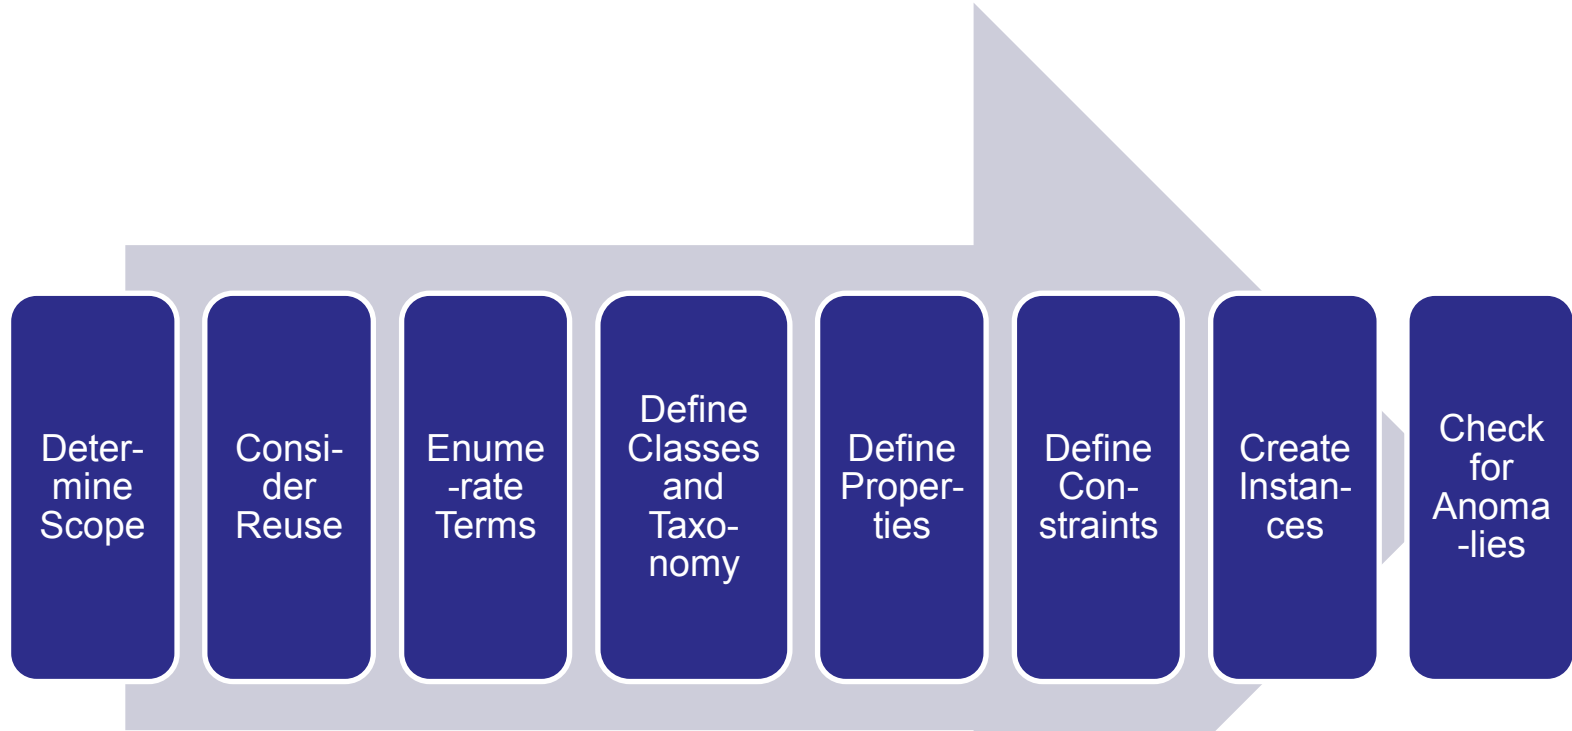 Deter-
mine
Scope
Consi-
der
Reuse
Enume
-rate
Terms
Define
Classes
and
Taxo-
nomy
Define
Proper-
ties
Define
Con-
straints
Create
Instan-
ces
Check
for
Anoma
-lies